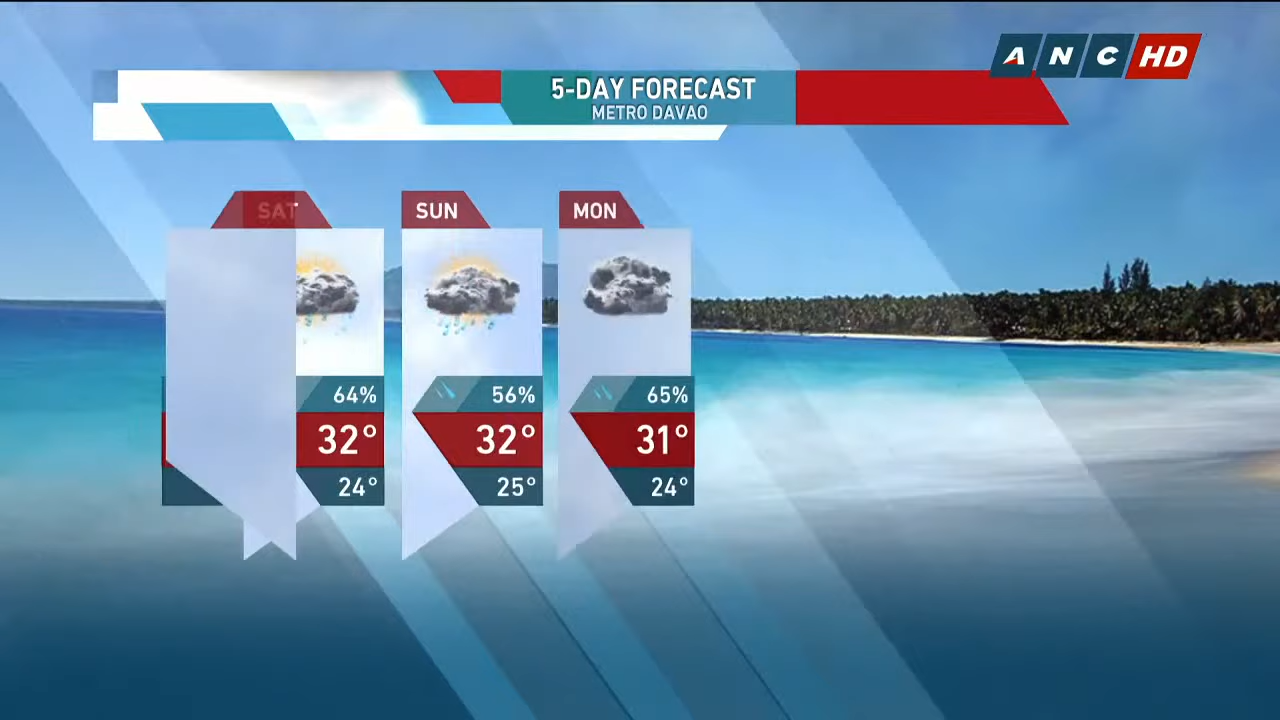 ANC HD
5-DAY FORECAST
METRO DAVAO
SAT
SUN
MON
64%
56%
65%
32°
32°
31°
24°
25°
24°